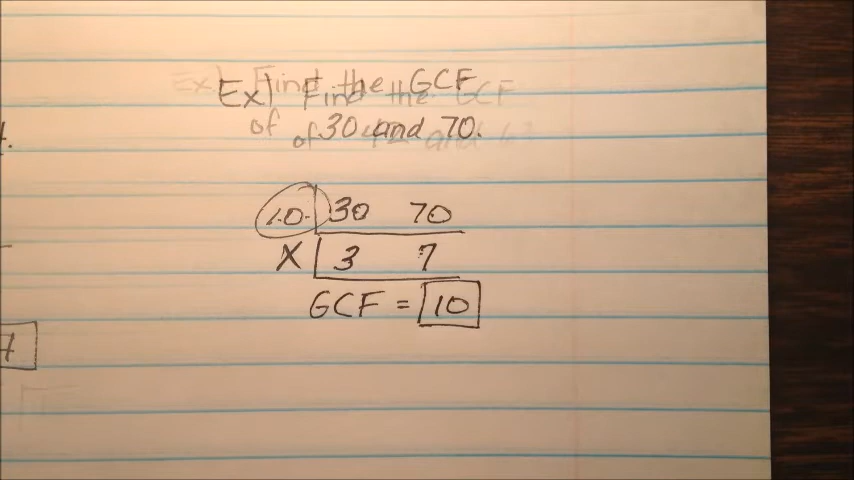 Ex) Find the GCF
of 30 and 70.
10 30 70
X 3 7
GCF = 10